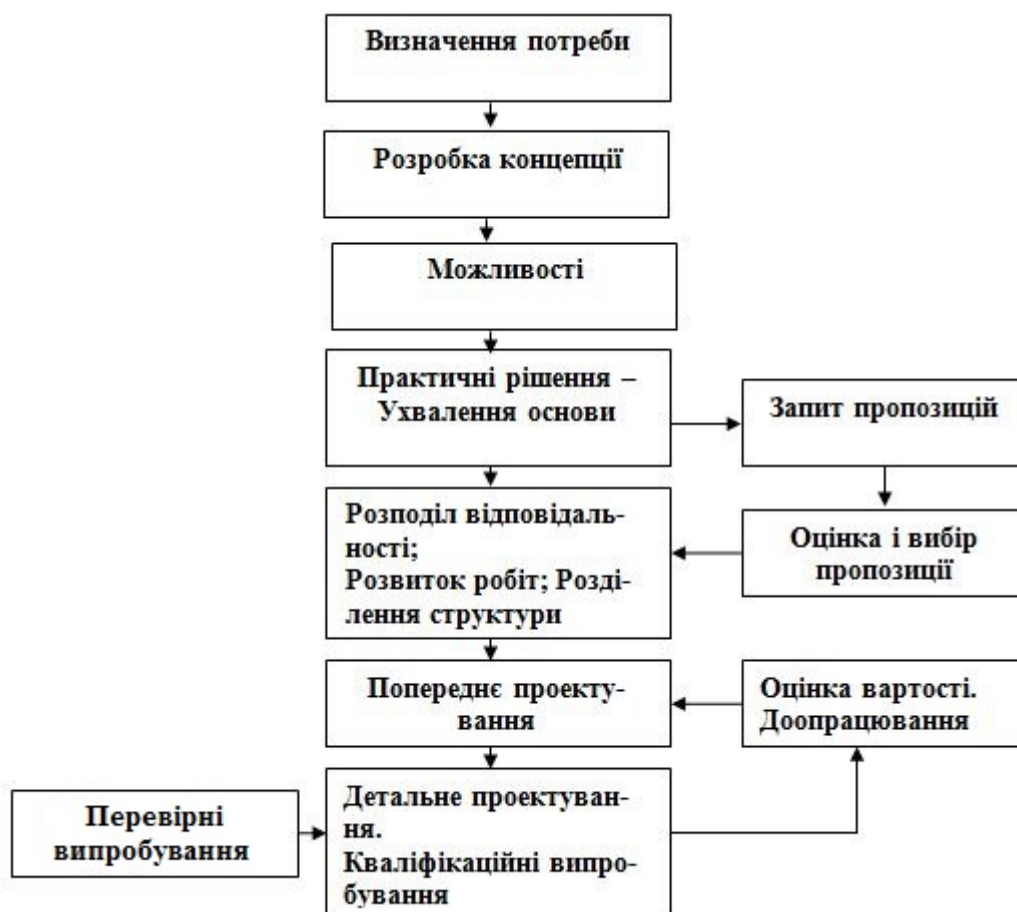 Визначення потреби
Розробка концепції
Можливості
Практичні рішення –
Ухвалення основи
Запит пропозицій
Розподіл відповідаль-
ності;
Розвиток робіт; Розді-
лення структури
Оцінка і вибір
пропозиції
Попереднє проекту-
вання
Оцінка вартості.
Доопрацювання
Перевірні
випробування
Детальне проектуван-
ня.
Кваліфікаційні випро-
бування